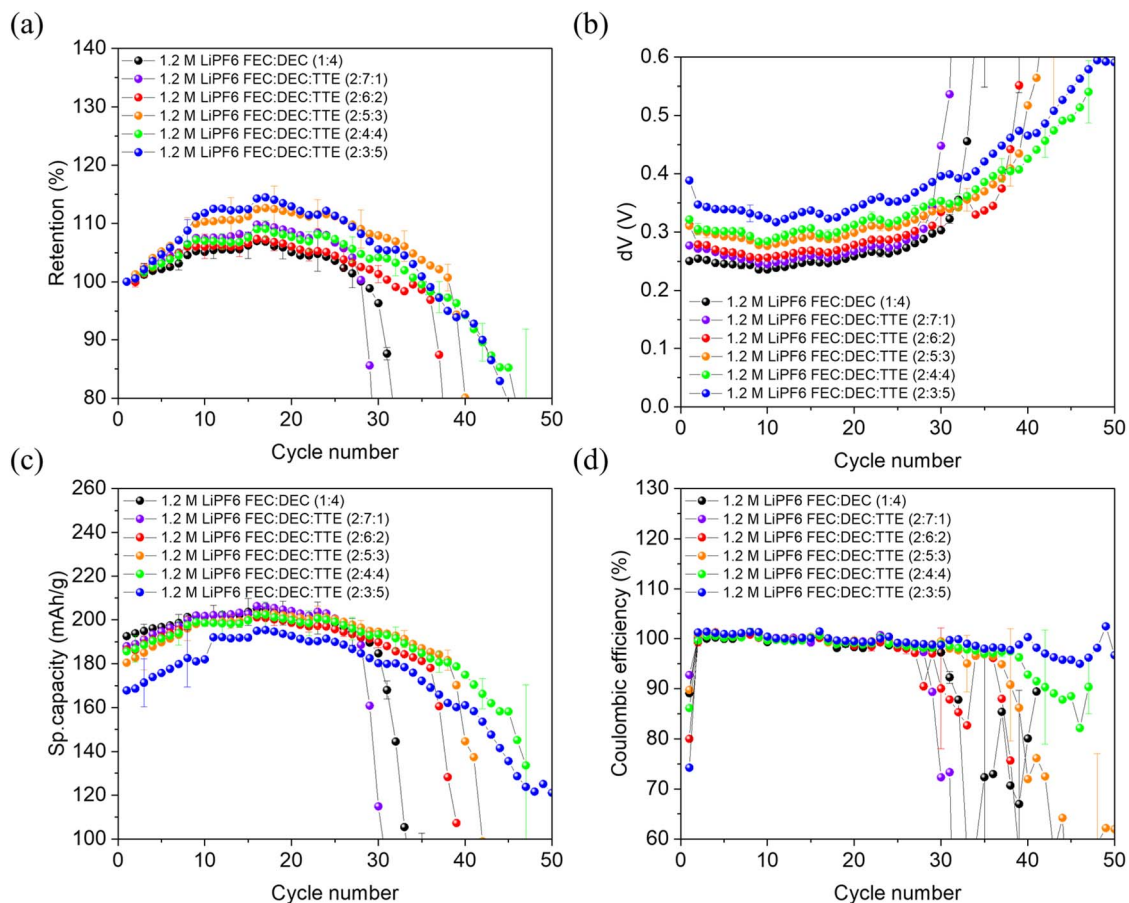 (a)
140
130
120
110
100
90
80
Retention (%)
1.2 M LiPF6 FEC:DEC (1:4)
1.2 M LiPF6 FEC:DEC:TTE (2:7:1)
1.2 M LiPF6 FEC:DEC:TTE (2:6:2)
1.2 M LiPF6 FEC:DEC:TTE (2:5:3)
1.2 M LiPF6 FEC:DEC:TTE (2:4:4)
1.2 M LiPF6 FEC:DEC:TTE (2:3:5)
0 10 20 30 40 50
Cycle number
(b)
0.6
0.5
0.4
0.3
0.2
0.1
0.0
dV (V)
1.2 M LiPF6 FEC:DEC (1:4)
1.2 M LiPF6 FEC:DEC:TTE (2:7:1)
1.2 M LiPF6 FEC:DEC:TTE (2:6:2)
1.2 M LiPF6 FEC:DEC:TTE (2:5:3)
1.2 M LiPF6 FEC:DEC:TTE (2:4:4)
1.2 M LiPF6 FEC:DEC:TTE (2:3:5)
0 10 20 30 40 50
Cycle number
(c)
260
240
220
200
180
160
140
120
100
Sp.capacity (mAh/g)
1.2 M LiPF6 FEC:DEC (1:4)
1.2 M LiPF6 FEC:DEC:TTE (2:7:1)
1.2 M LiPF6 FEC:DEC:TTE (2:6:2)
1.2 M LiPF6 FEC:DEC:TTE (2:5:3)
1.2 M LiPF6 FEC:DEC:TTE (2:4:4)
1.2 M LiPF6 FEC:DEC:TTE (2:3:5)
0 10 20 30 40 50
Cycle number
(d)
130
120
110
100
90
80
70
60
Coulombic efficiency (%)
1.2 M LiPF6 FEC:DEC (1:4)
1.2 M LiPF6 FEC:DEC:TTE (2:7:1)
1.2 M LiPF6 FEC:DEC:TTE (2:6:2)
1.2 M LiPF6 FEC:DEC:TTE (2:5:3)
1.2 M LiPF6 FEC:DEC:TTE (2:4:4)
1.2 M LiPF6 FEC:DEC:TTE (2:3:5)
0 10 20 30 40 50
Cycle number